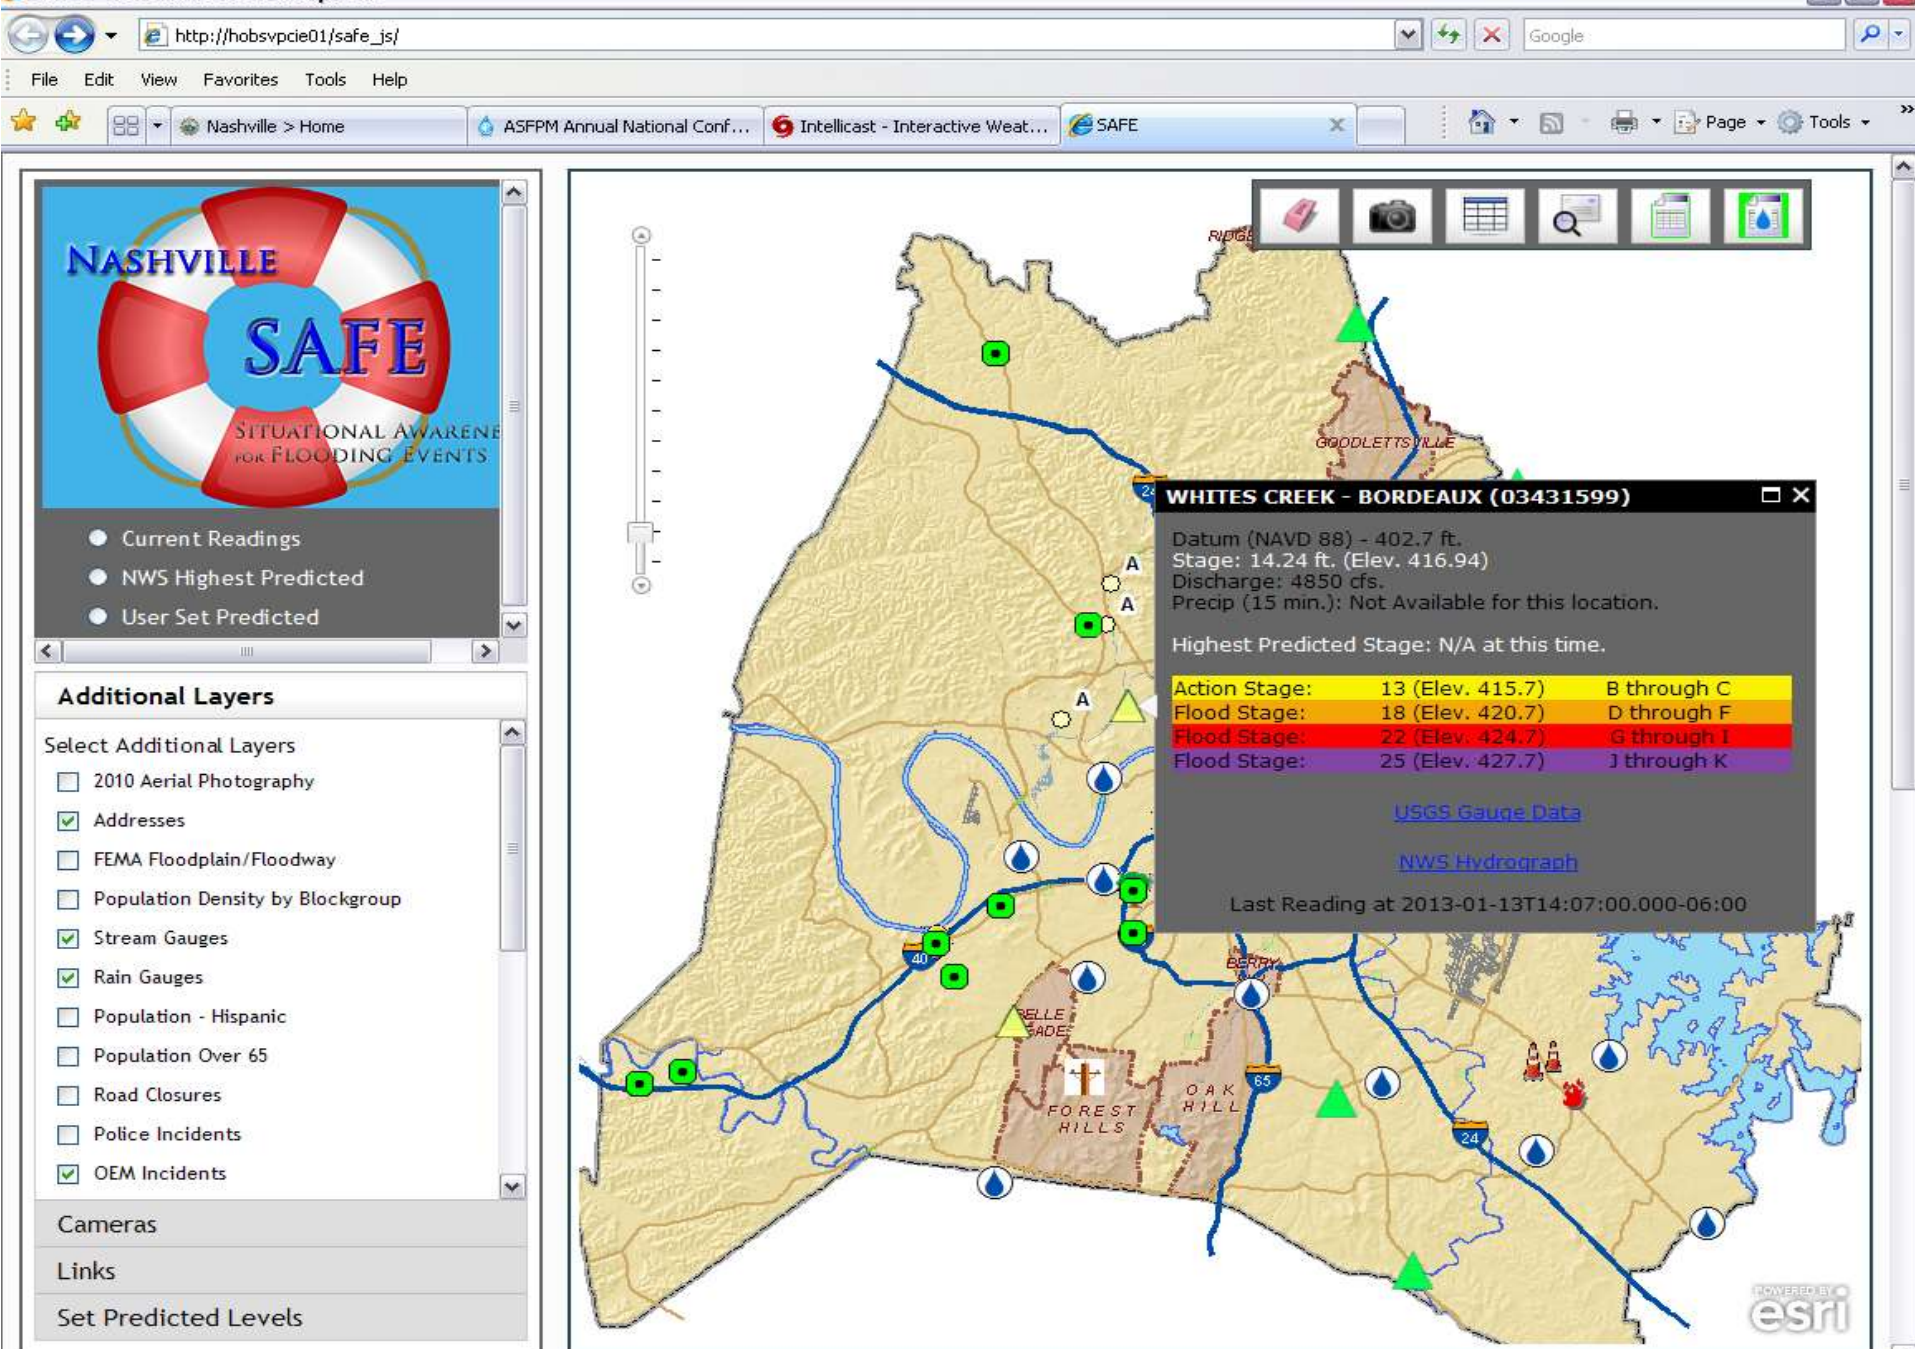 http://hobsvpcie01/safe_js/
Google
File Edit View Favorites Tools Help
Nashville > Home
ASFPM Annual National Conf...
Intellicast - Interactive Weat...
SAFE
Page
Tools
»
NASHVILLE
SAFE
SITUATIONAL AWARENE
FOR FLOODING EVENTS
Current Readings
NWS Highest Predicted
User Set Predicted
Additional Layers
Select Additional Layers
2010 Aerial Photography
Addresses
FEMA Floodplain/Floodway
Population Density by Blockgroup
Stream Gauges
Rain Gauges
Population - Hispanic
Population Over 65
Road Closures
Police Incidents
OEM Incidents
Cameras
Links
Set Predicted Levels
GOODLETTSVILLE
24
A
A
A
WHITES CREEK - BORDEAUX (03431599)
Datum (NAVD 88) - 402.7 ft.
Stage: 14.24 ft. (Elev. 416.94)
Discharge: 4850 cfs.
Precip (15 min.): Not Available for this location.
Highest Predicted Stage: N/A at this time.
Action Stage: 13 (Elev. 415.7) B through C
Flood Stage: 18 (Elev. 420.7) D through F
Flood Stage: 22 (Elev. 424.7) G through I
Flood Stage: 25 (Elev. 427.7) J through K
USGS Gauge Data
NWS Hydrograph
Last Reading at 2013-01-13T14:07:00.000-06:00
40
BERRY
65
OAK
HILL
FOREST
HILLS
24
POWERED BY
esri